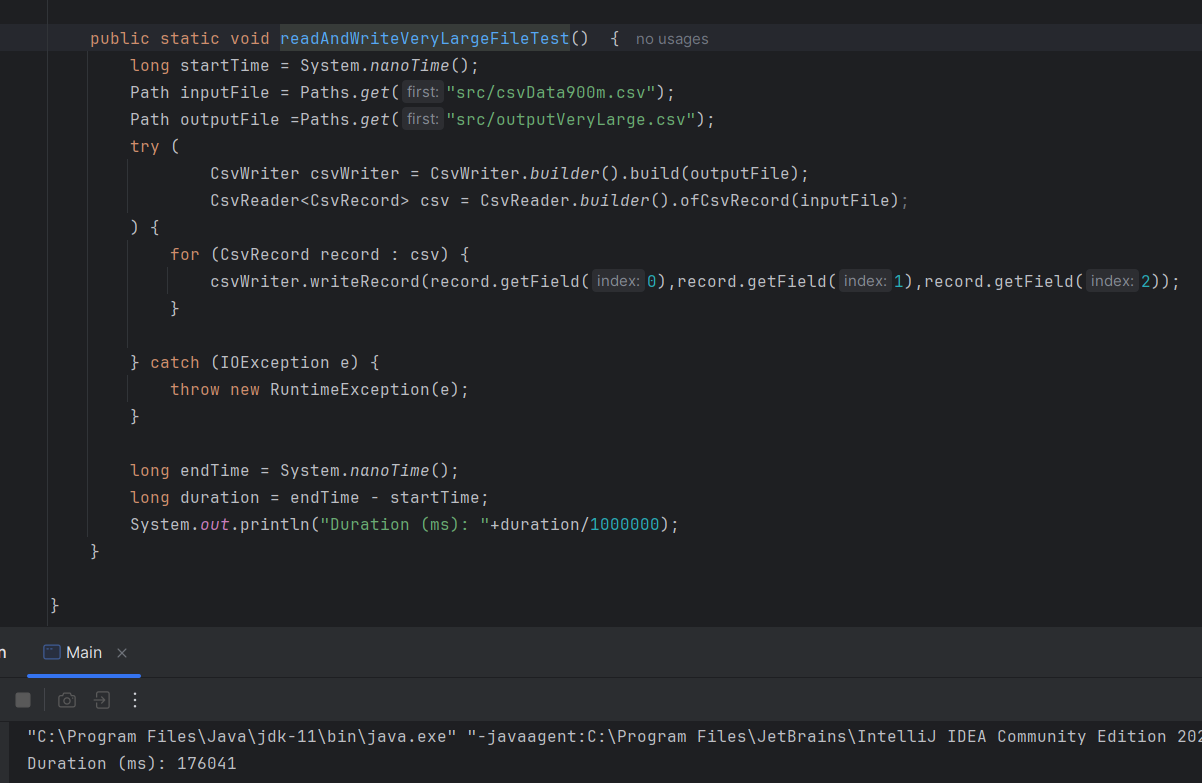 public static void readAndWriteVeryLargeFileTest()  { no usages
long startTime = System.nanoTime();
Path inputFile = Paths.get( first: "src/csvData900m.csv");
Path outputFile =Paths.get( first: "src/outputVeryLarge.csv");
try (
CsvWriter csvWriter = CsvWriter.builder().build(outputFile);
CsvReader<CsvRecord> csv = CsvReader.builder().ofCsvRecord(inputFile);
) {
for (CsvRecord record : csv) {
csvWriter.writeRecord(record.getField( index: 0),record.getField( index: 1),record.getField( index: 2));
}
} catch (IOException e) {
throw new RuntimeException(e);
}
long endTime = System.nanoTime();
long duration = endTime - startTime;
System.out.println("Duration (ms): "+duration/1000000);
}
}
Main
"C:\Program Files\Java\jdk-11\bin\java.exe" "-javaagent:C:\Program Files\JetBrains\IntelliJ IDEA Community Edition 202
Duration (ms): 176041